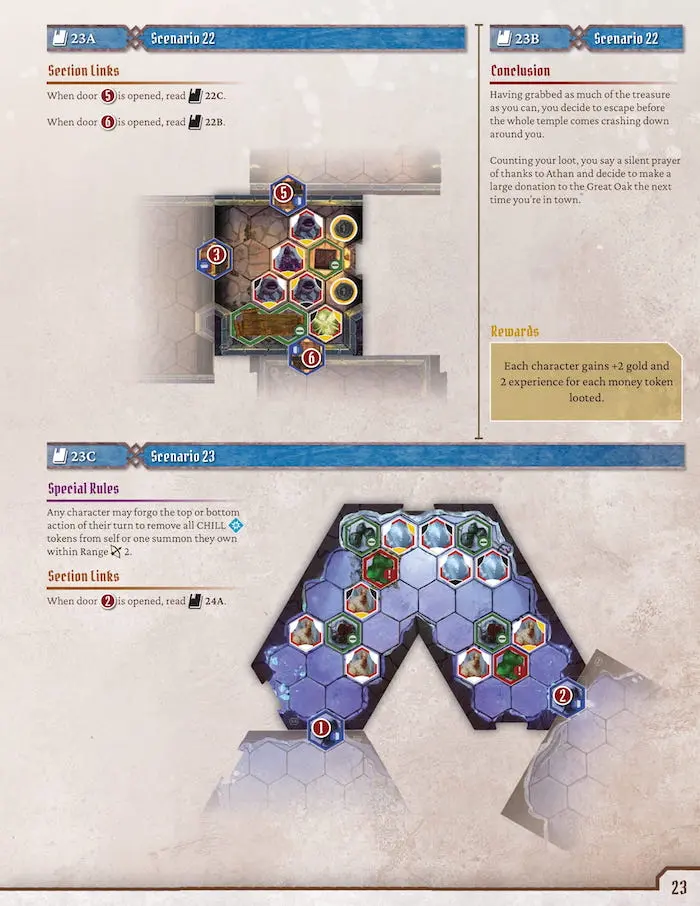 23A
Scenario 22
Section Links
When door 5 is opened, read 22C.
When door 6 is opened, read 22B.
5
3
6
23B
Scenario 22
Conclusion
Having grabbed as much of the treasure
as you can, you decide to escape before
the whole temple comes crashing down
around you.
Counting your loot, you say a silent prayer
of thanks to Athan and decide to make a
large donation to the Great Oak the next
time you're in town.
Rewards
Each character gains +2 gold and
2 experience for each money token
looted.
23C
Scenario 23
Special Rules
Any character may forgo the top or bottom
action of their turn to remove all CHILL
tokens from self or one summon they own
within Range 2.
Section Links
When door 2 is opened, read 24A.
!
!
2
1
23